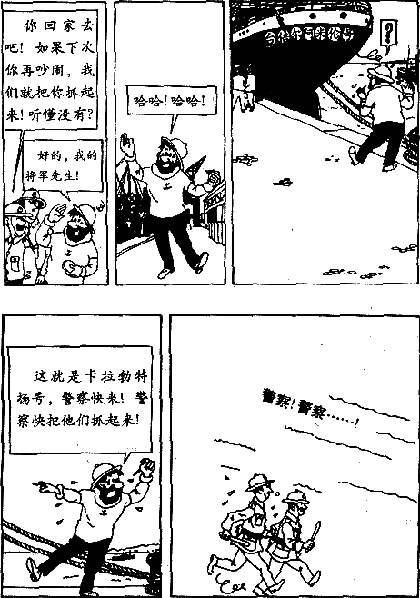 你回家去
吧！如果下次
你再吵闹，我
们就把你抓起
来！听懂没有？
好的，我的
将军先生！
哈哈！哈哈！
？
这就是卡拉勃特
扬号，警察快来！警
察快把他们抓起来！
警察！警察……！